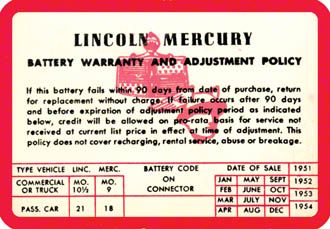 LINCOLN MERCURY
BATTERY WARRANTY AND ADJUSTMENT POLICY
If this battery fails within 90 days from date of purchase, return
for replacement without charge. If failure occurs after 90 days
and before expiration of adjustment policy period as indicated
below, credit will be allowed on pro-rata basis for service not
received at current list price in effect at time of adjustment. This
policy does not cover recharging, rental service, abuse or breakage.
TYPE VEHICLE LINC. MERC. BATTERY CODE ON CONNECTOR DATE OF SALE 1951
COMMERCIAL OR TRUCK MO. 10½ MO. 9 JAN MAY SEPT 1952
FEB JUNE OCT 1953
PASS. CAR 21 18 MAR JULY NOV 1954
APR AUG DEC